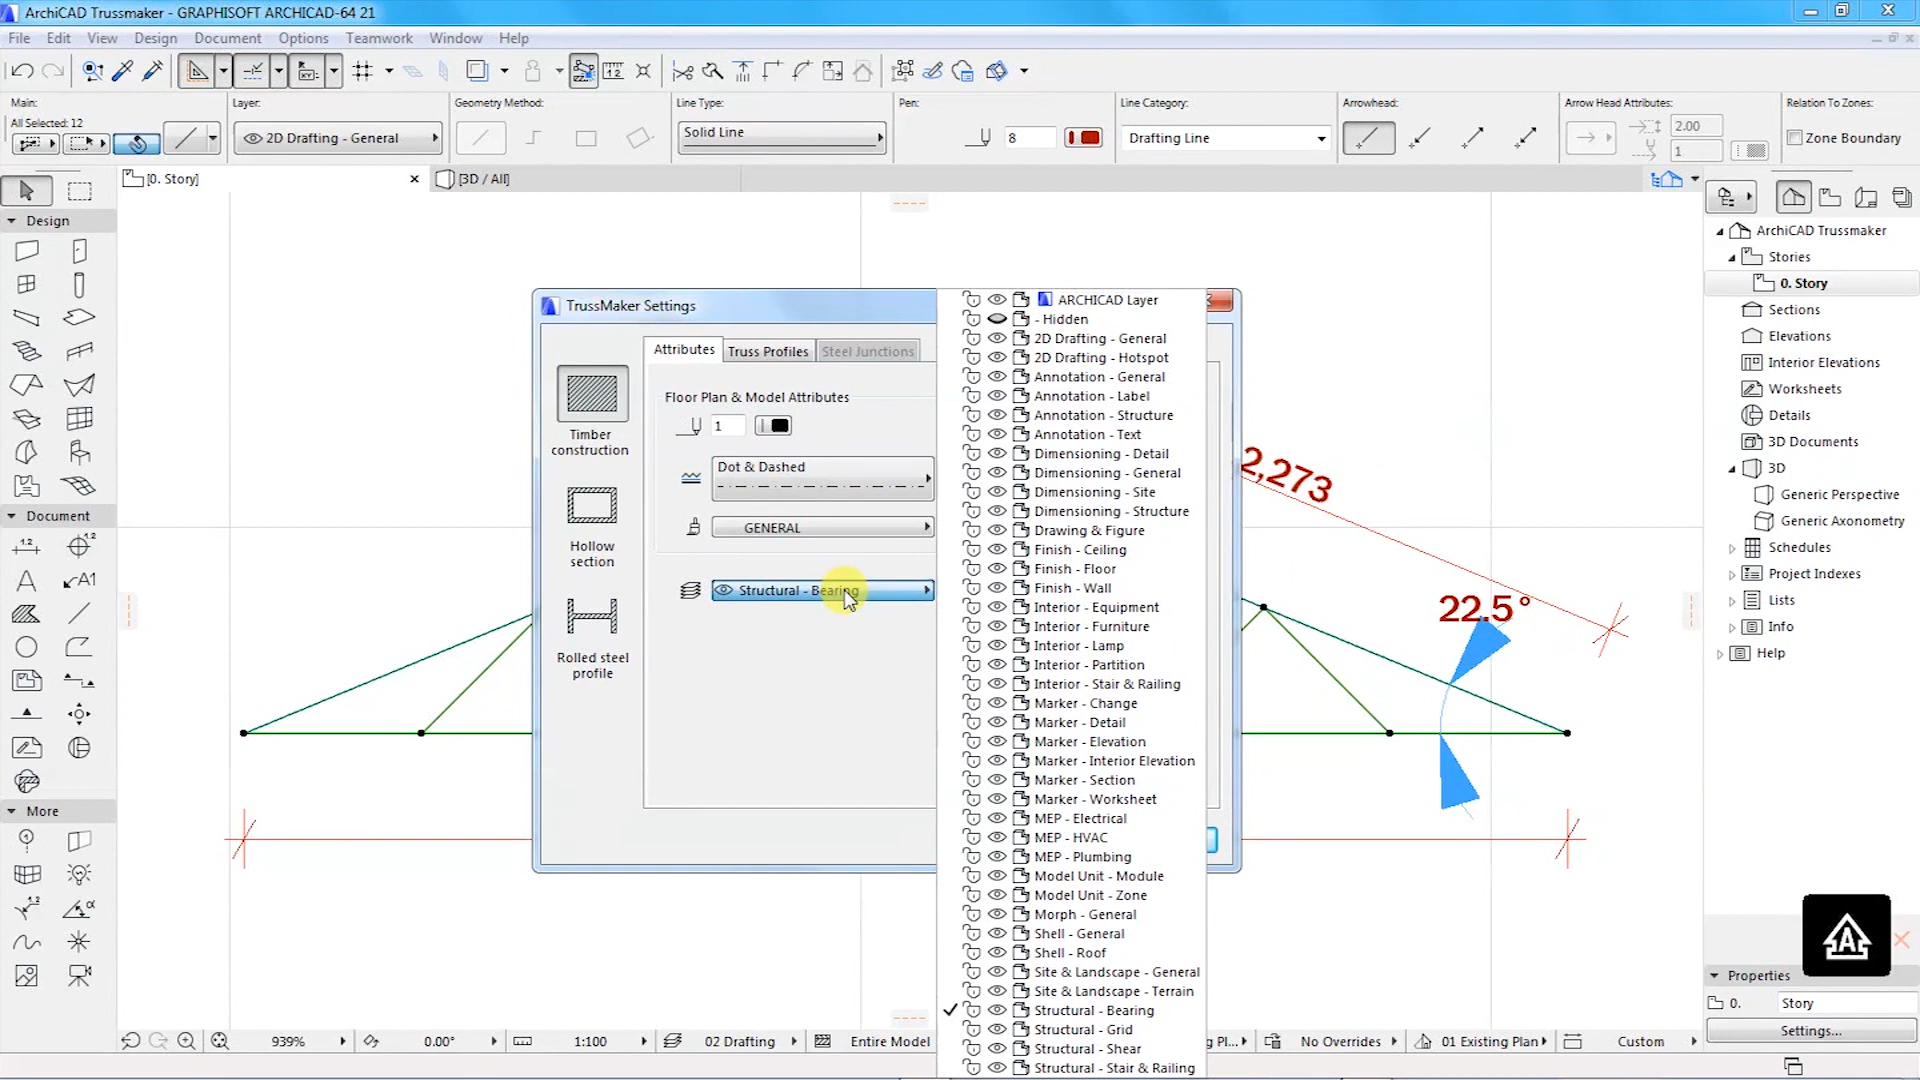 ArchiCAD Trussmaker - GRAPHISOFT ARCHICAD-64 21
File Edit View Design Document Options Teamwork Window Help
Main:
All Selected: 12
Layer:
2D Drafting - General
Geometry Method:
Line Type:
Solid Line
Pen:
8
Line Category:
Drafting Line
Arrowhead:
Arrow Head Attributes:
2.00
1
Relation To Zones:
Zone Boundary
[0. Story]
[3D / All]
Design
Document
More
TrussMaker Settings
Attributes
Truss Profiles
Steel Junctions
Timber
construction
Hollow
section
Rolled steel
profile
Floor Plan & Model Attributes
1
Dot & Dashed
GENERAL
Structural - Bearing
ARCHICAD Layer
- Hidden
2D Drafting - General
2D Drafting - Hotspot
Annotation - General
Annotation - Label
Annotation - Structure
Annotation - Text
Dimensioning - Detail
Dimensioning - General
Dimensioning - Site
Dimensioning - Structure
Drawing & Figure
Finish - Ceiling
Finish - Floor
Finish - Wall
Interior - Equipment
Interior - Furniture
Interior - Lamp
Interior - Partition
Interior - Stair & Railing
Marker - Change
Marker - Detail
Marker - Elevation
Marker - Interior Elevation
Marker - Section
Marker - Worksheet
MEP - Electrical
MEP - HVAC
MEP - Plumbing
Model Unit - Module
Model Unit - Zone
Morph - General
Shell - General
Shell - Roof
Site & Landscape - General
Site & Landscape - Terrain
Structural - Bearing
Structural - Grid
Structural - Shear
Structural - Stair & Railing
2,273
22.5°
ArchiCAD Trussmaker
Stories
0. Story
Sections
Elevations
Interior Elevations
Worksheets
Details
3D Documents
3D
Generic Perspective
Generic Axonometry
Schedules
Project Indexes
Lists
Info
Help
Properties
0.
Story
Settings...
939%
0.00°
1:100
02 Drafting
Entire Model
g Pl...
No Overrides
01 Existing Plan
Custom